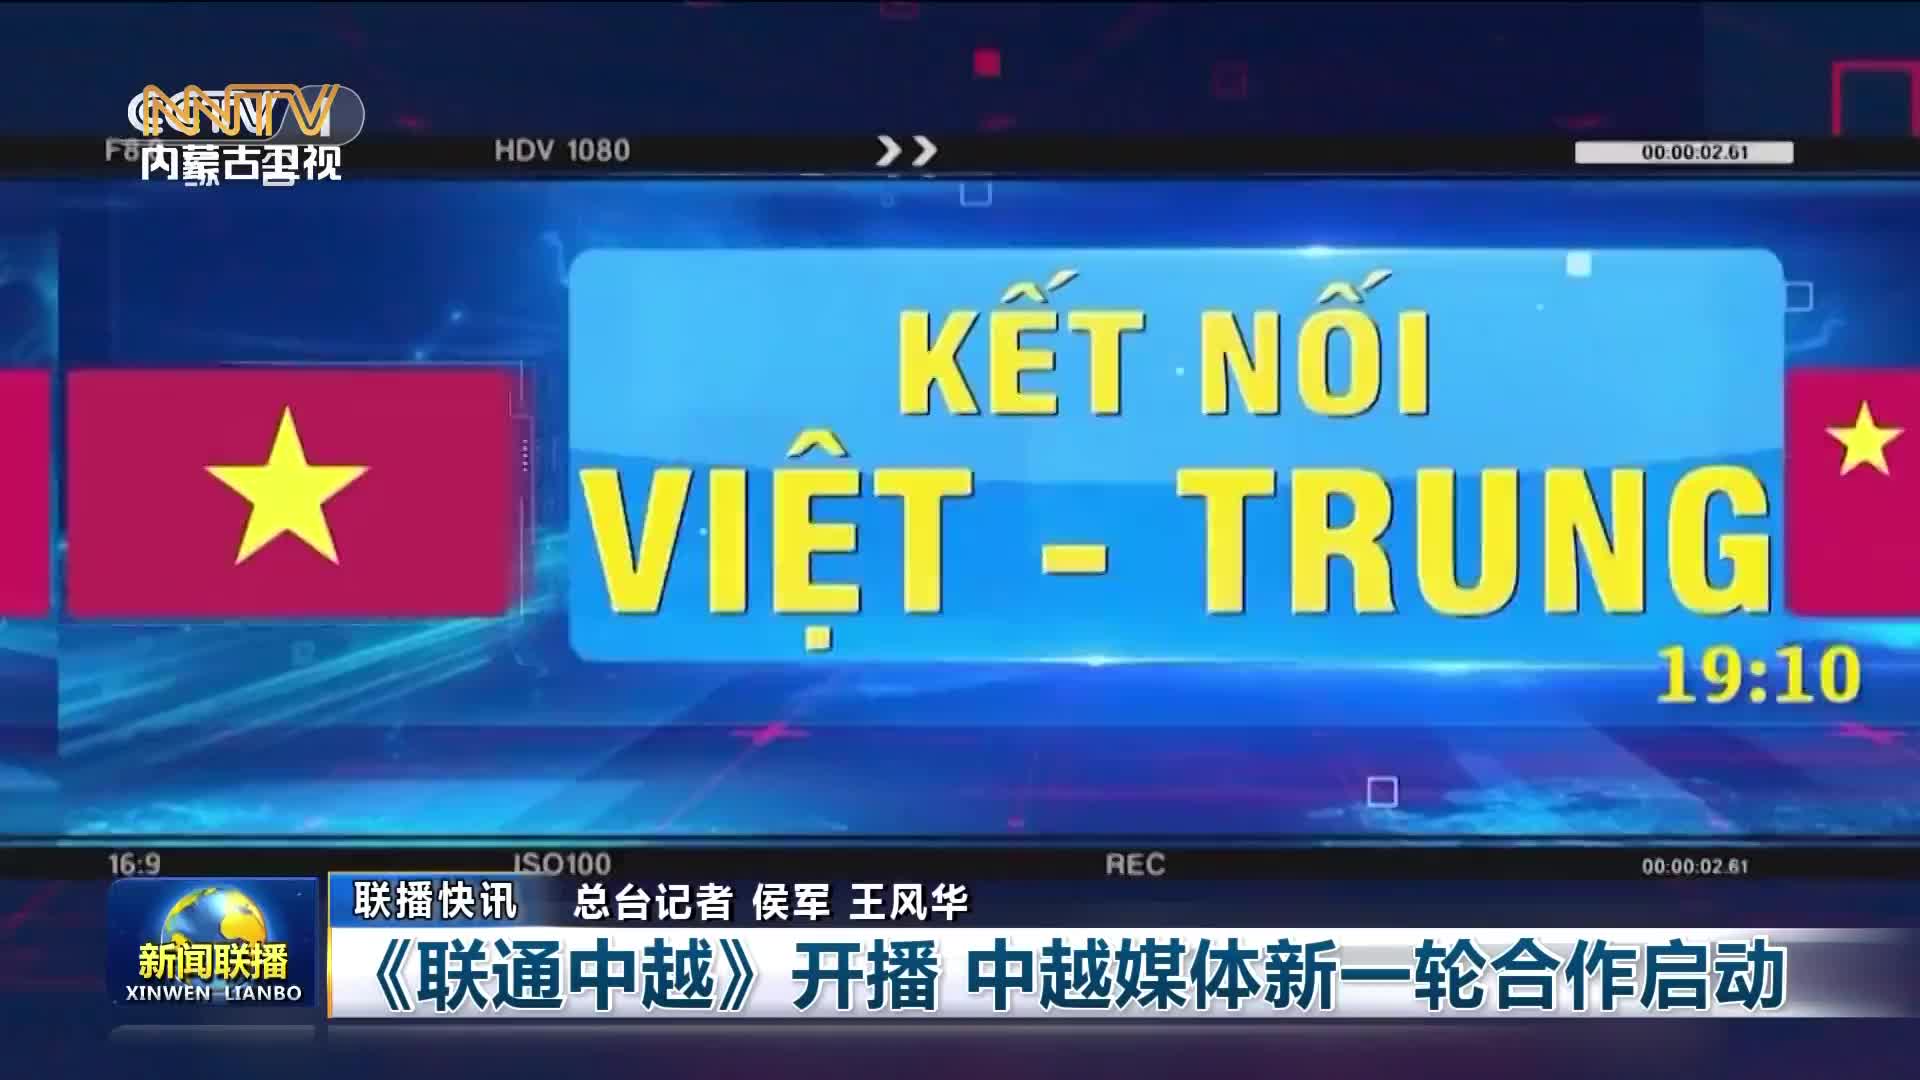 NNTV
内蒙古卫视
HDV 1080
00:00:02.61
KẾT NỐI
VIỆT - TRUNG
19:10
16:9
ISO100
REC
00:00:02.61
联播快讯
总台记者 侯军 王风华
新闻联播
XINWEN LIANBO
《联通中越》开播 中越媒体新一轮合作启动